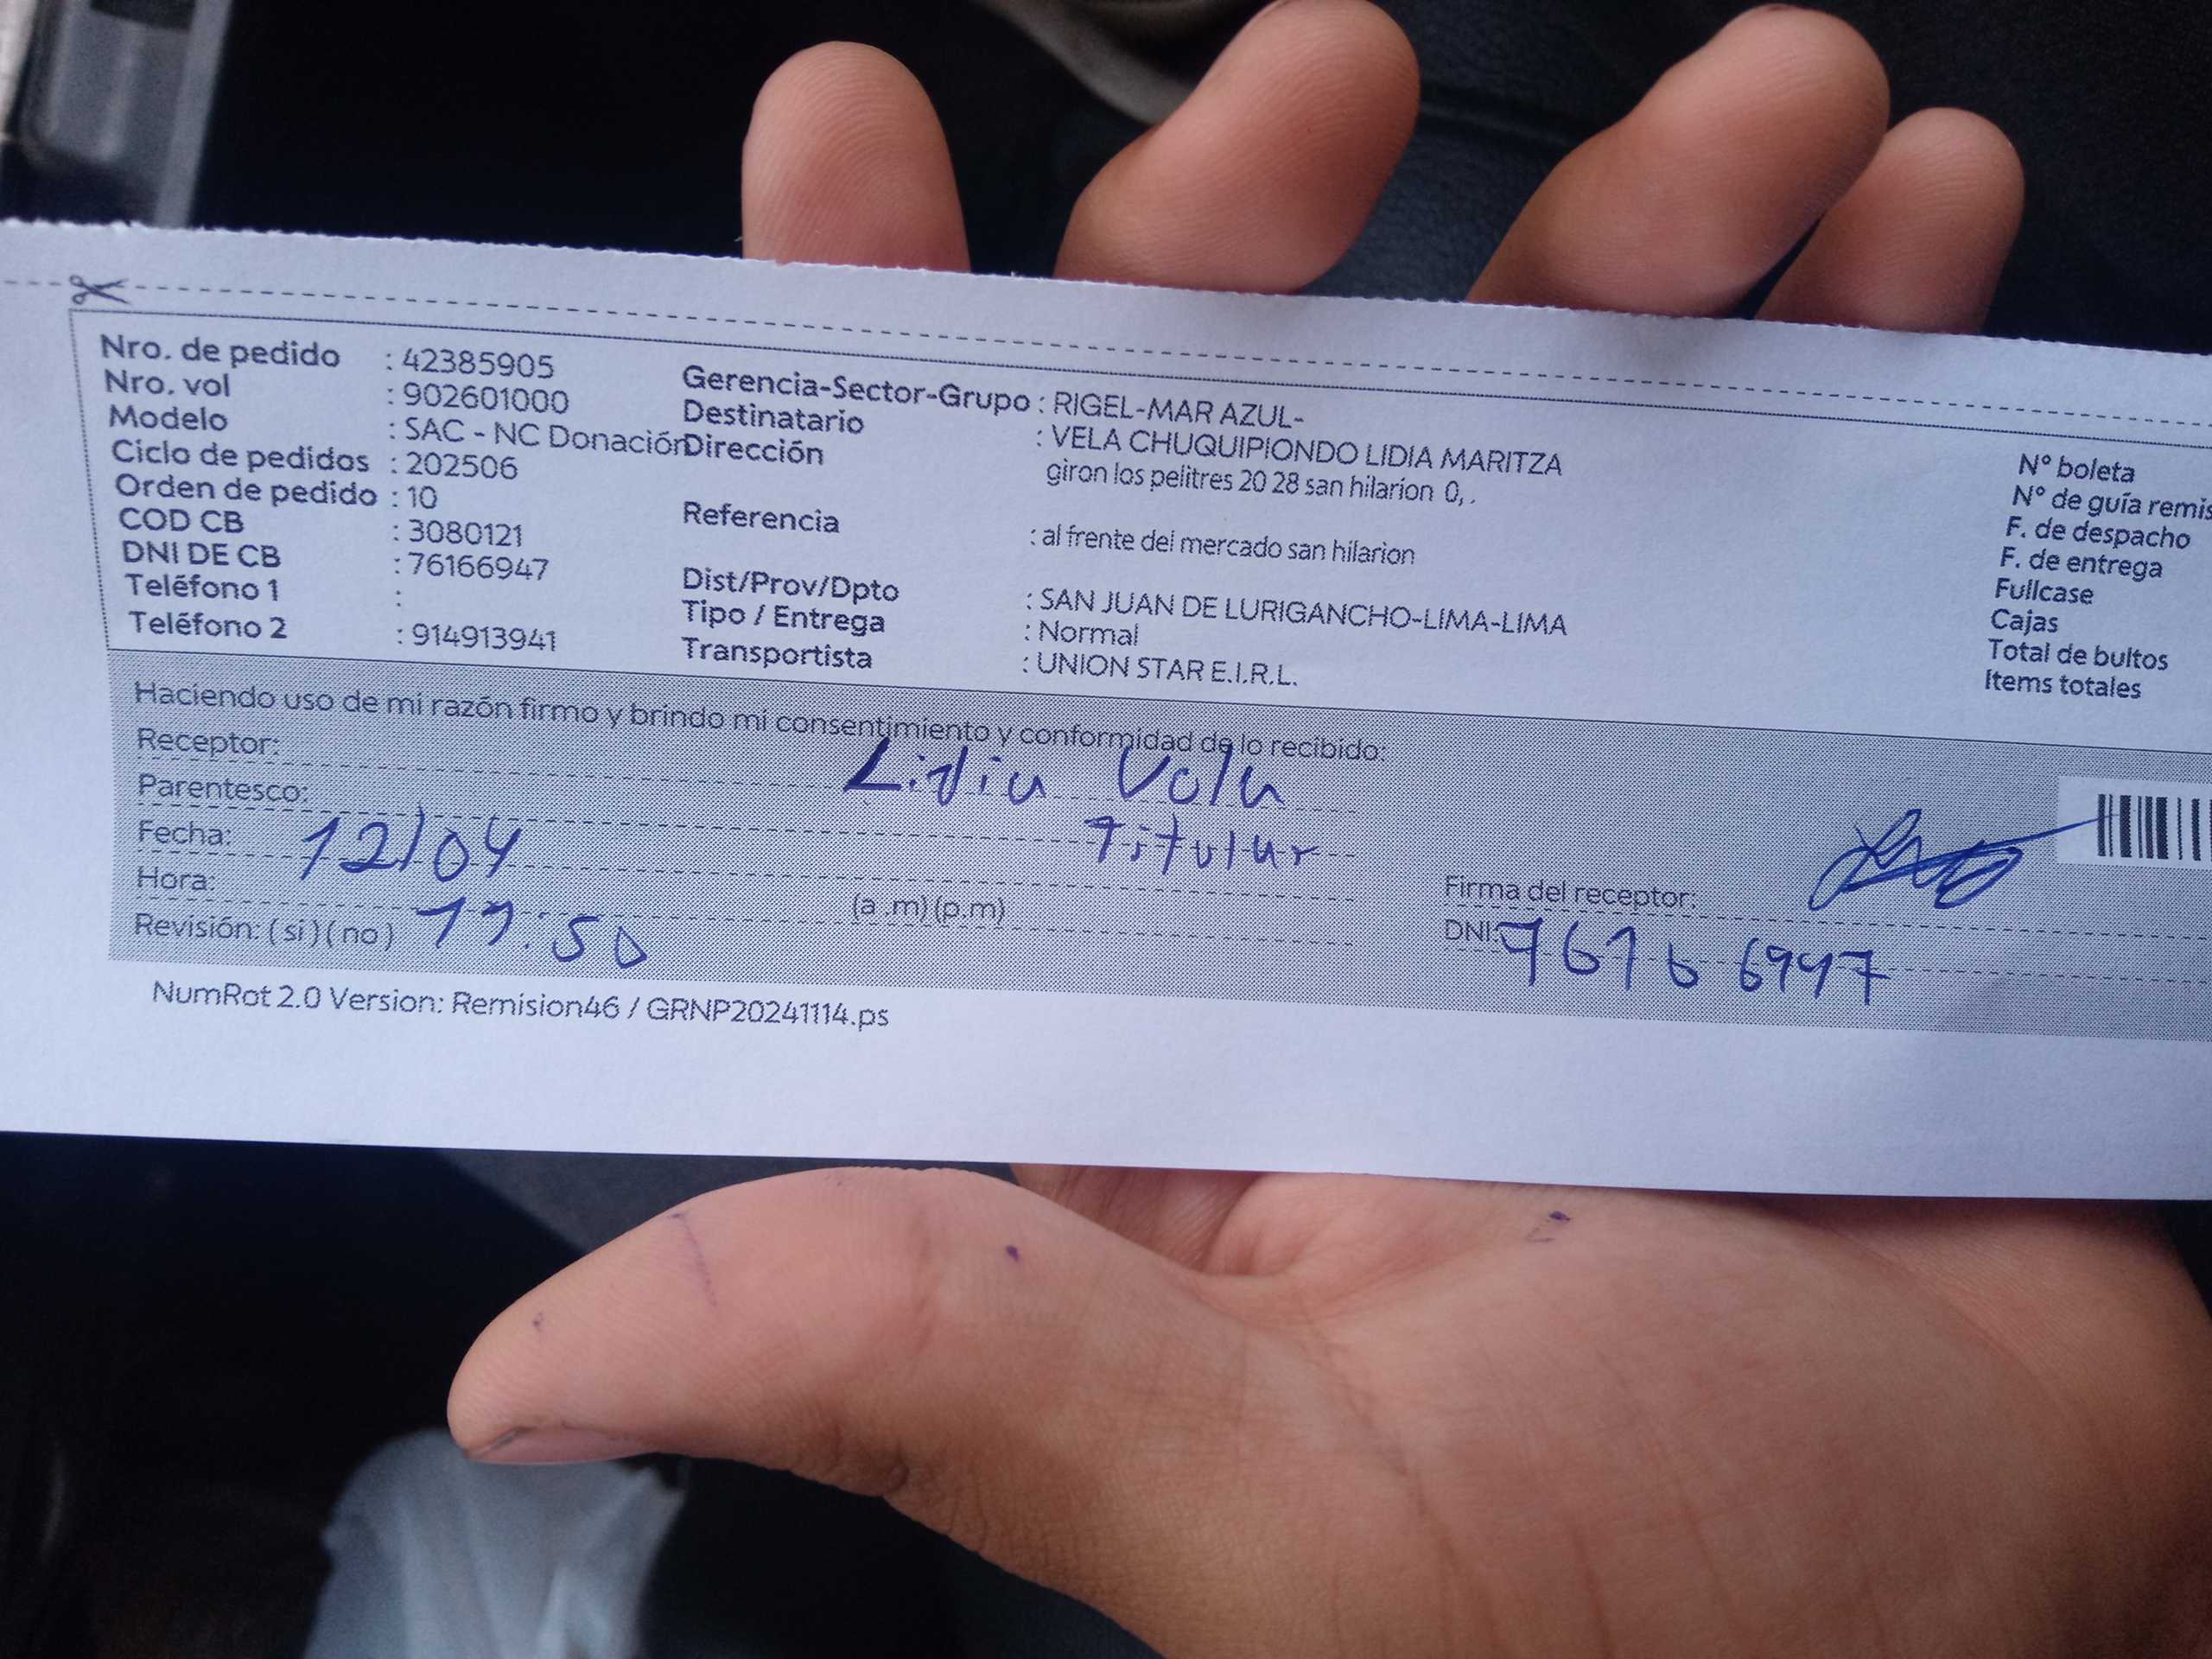 Nro. de pedido : 42385905
Nro. vol : 902601000
Modelo : SAC - NC Donación
Ciclo de pedidos : 202506
Orden de pedido : 10
COD CB : 3080121
DNI DE CB : 76166947
Teléfono 1 :
Teléfono 2 : 914913941
Gerencia-Sector-Grupo : RIGEL-MAR AZUL-
Destinatario : VELA CHUQUIPIONDO LIDIA MARITZA
Dirección giron los pelitres 20 28 san hilarion 0, .
Referencia : al frente del mercado san hilarion
Dist/Prov/Dpto : SAN JUAN DE LURIGANCHO-LIMA-LIMA
Tipo / Entrega : Normal
Transportista : UNION STAR E.I.R.L.
N° boleta
N° de guía remis
F. de despacho
F. de entrega
Fullcase
Cajas
Total de bultos
Items totales
Haciendo uso de mi razón firmo y brindo mi consentimiento y conformidad de lo recibido:
Receptor: Lidia Vela
Parentesco: Titular
Fecha: 12/04
Hora: (a .m) (p.m)
Revisión: ( si ) ( no ) :50
Firma del receptor:
DNI: 76166947
NumRot 2.0 Version: Remision46 / GRNP20241114.ps